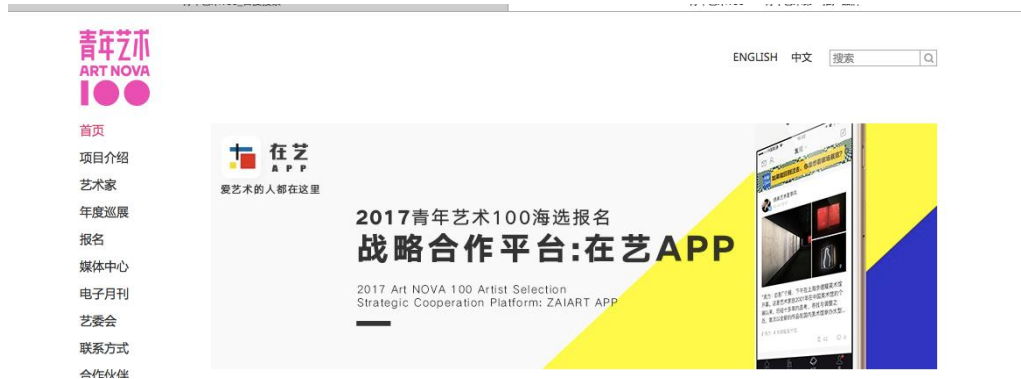 青年艺术
ART NOVA
100
ENGLISH 中文 搜索
首页
项目介绍
艺术家
年度巡展
报名
媒体中心
电子月刊
艺委会
联系方式
合作伙伴
在艺
APP
爱艺术的人都在这里
2017青年艺术100海选报名
战略合作平台:在艺APP
2017 Art NOVA 100 Artist Selection
Strategic Cooperation Platform: ZAIART APP